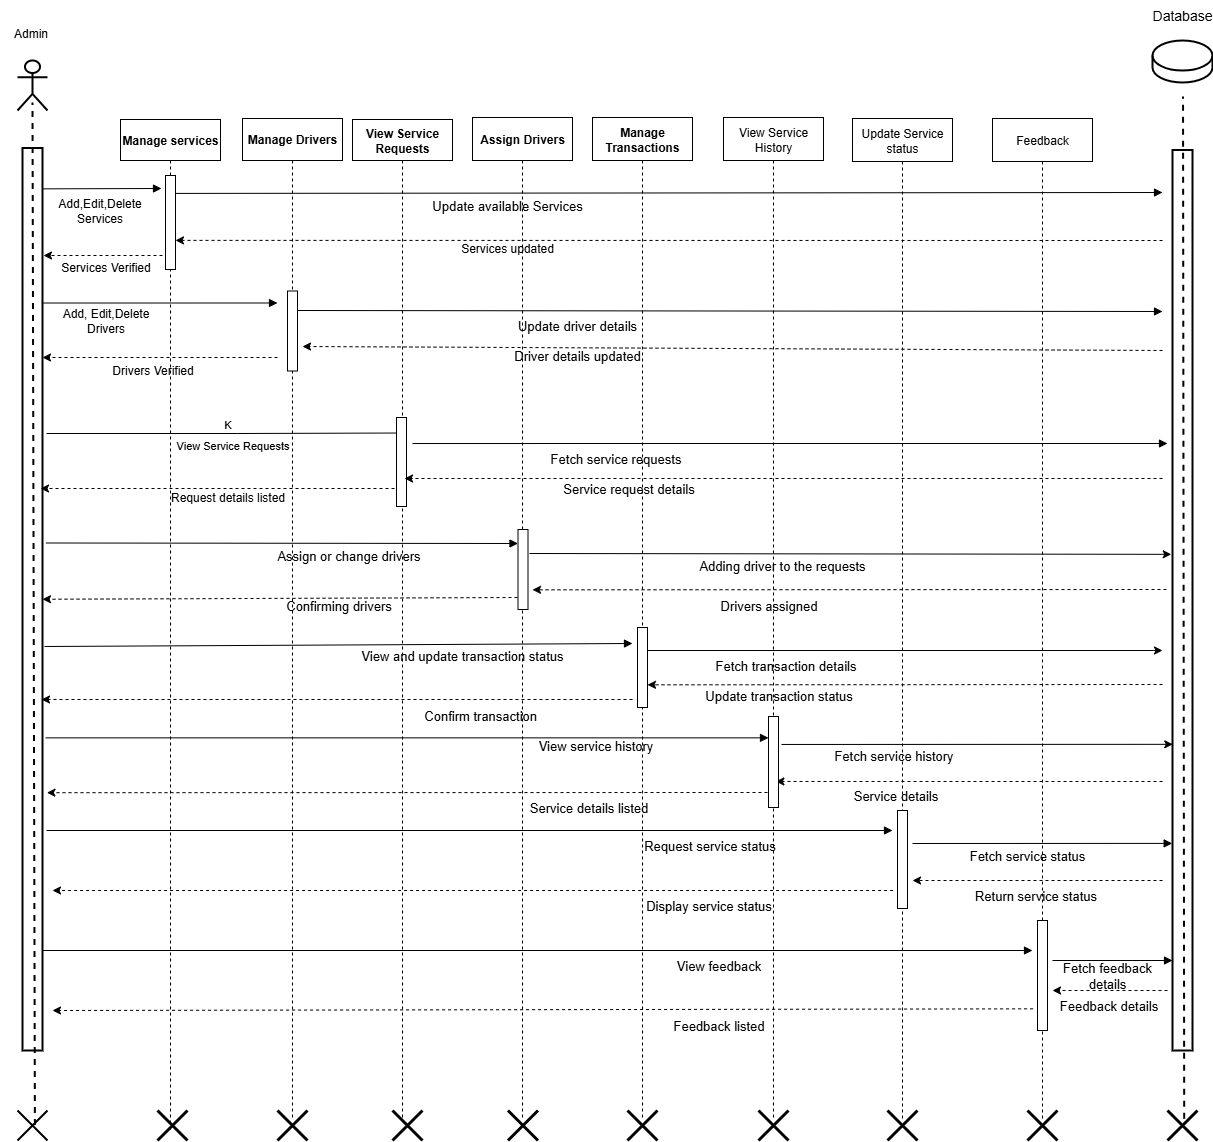 Database
Admin
Manage services
Manage Drivers
View Service
Requests
Assign Drivers
Manage
Transactions
View Service
History
Update Service
status
Feedback
Add,Edit,Delete
Services
Update available Services
Services updated
Services Verified
Add, Edit,Delete
Drivers
Update driver details
Driver details updated
Drivers Verified
K
View Service Requests
Fetch service requests
Service request details
Request details listed
Assign or change drivers
Adding driver to the requests
Confirming drivers
Drivers assigned
View and update transaction status
Fetch transaction details
Update transaction status
Confirm transaction
View service history
Fetch service history
Service details
Service details listed
Request service status
Fetch service status
Return service status
Display service status
View feedback
Fetch feedback
details
Feedback details
Feedback listed